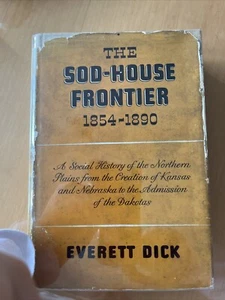 THE
SOD-HOUSE
FRONTIER
1854-1890
A Social History of the Northern
Plains from the Creation of Kansas
and Nebraska to the Admission
of the Dakotas
EVERETT DICK